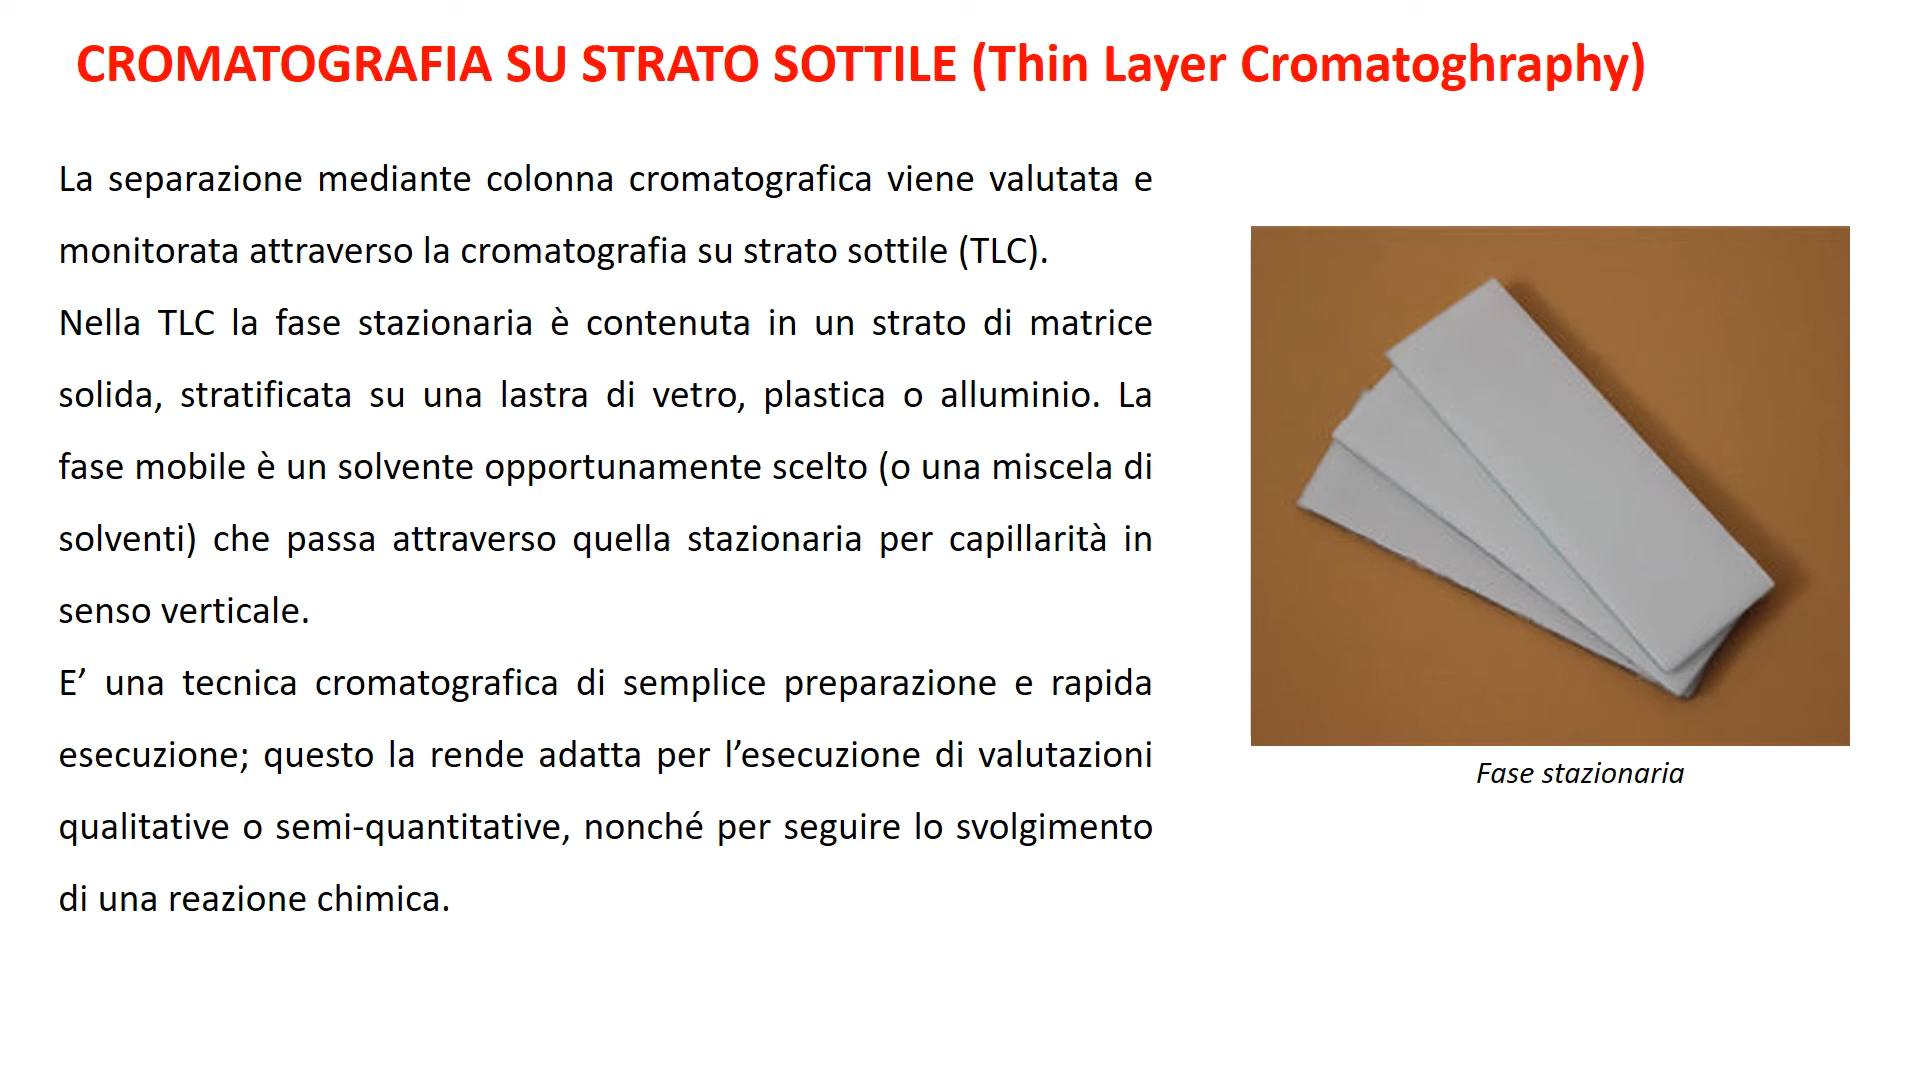 CROMATOGRAFIA SU STRATO SOTTILE (Thin Layer Cromatoghraphy)
La separazione mediante colonna cromatografica viene valutata e
monitorata attraverso la cromatografia su strato sottile (TLC).
Nella TLC la fase stazionaria è contenuta in un strato di matrice
solida, stratificata su una lastra di vetro, plastica o alluminio. La
fase mobile è un solvente opportunamente scelto (o una miscela di
solventi) che passa attraverso quella stazionaria per capillarità in
senso verticale.
E’ una tecnica cromatografica di semplice preparazione e rapida
esecuzione; questo la rende adatta per l’esecuzione di valutazioni
qualitative o semi-quantitative, nonché per seguire lo svolgimento
di una reazione chimica.
Fase stazionaria